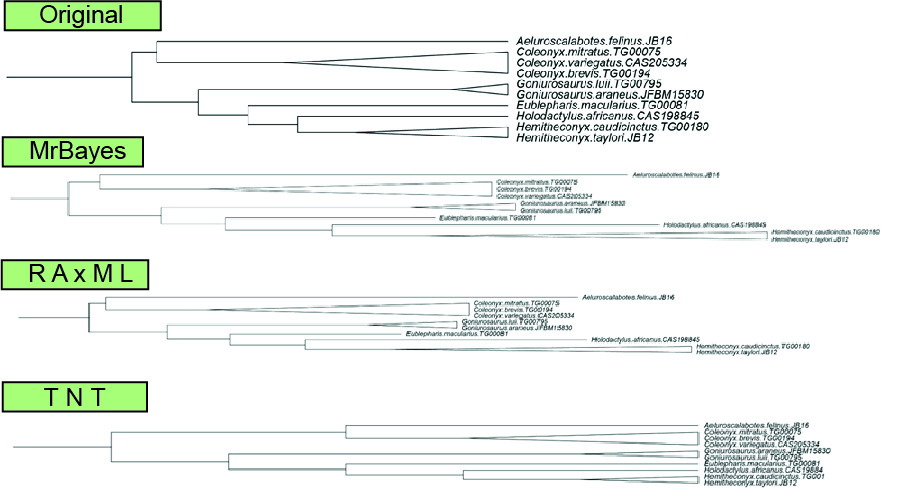 Original
Aeluroscalabotes.felinus.JB16
Coleonyx.mitratus.TG00075
Coleonyx.variegatus.CAS205334
Coleonyx.brevis.TG00194
Goniurosaurus.luii.TG00795
Goniurosaurus.araneus.JFBM15830
Eublepharis.macularius.TG00081
Holodactylus.africanus.CAS198845
Hemitheconyx.caudicinctus.TG00180
Hemitheconyx.taylori.JB12
MrBayes
Aeluroscalabotes.felinus.JB16
Coleonyx.mitratus.TG00075
Coleonyx.brevis.TG00194
Coleonyx.variegatus.CAS205334
Goniurosaurus.araneus.JFBM15830
Goniurosaurus.luii.TG00795
Eublepharis.macularius.TG00081
Holodactylus.africanus.CAS198845
Hemitheconyx.caudicinctus.TG00180
Hemitheconyx.taylori.JB12
R A x M L
Aeluroscalabotes.felinus.JB16
Coleonyx.mitratus.TG00075
Coleonyx.brevis.TG00194
Coleonyx.variegatus.CAS205334
Goniurosaurus.luii.TG00795
Goniurosaurus.araneus.JFBM15830
Eublepharis.macularius.TG00081
Holodactylus.africanus.CAS198845
Hemitheconyx.caudicinctus.TG00180
Hemitheconyx.taylori.JB12
T N T
Aeluroscalabotes.felinus.JB16
Coleonyx.mitratus.TG00075
Coleonyx.brevis.TG00194
Coleonyx.variegatus.CAS205334
Goniurosaurus.araneus.JFBM15830
Goniurosaurus.luii.TG00795
Eublepharis.macularius.TG00081
Holodactylus.africanus.CAS19884
Hemitheconyx.caudicinctus.TG001
Hemitheconyx.taylori.JB12